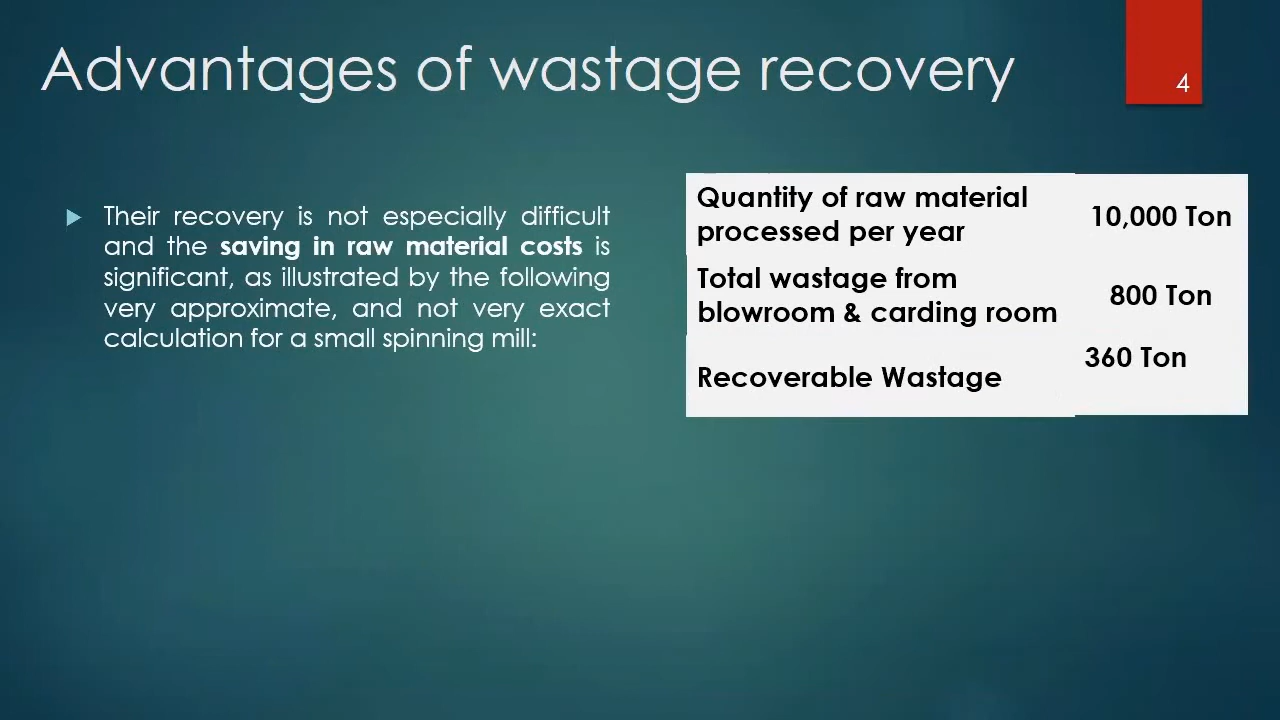 Advantages of wastage recovery
4
Their recovery is not especially difficult
and the saving in raw material costs is
significant, as illustrated by the following
very approximate, and not very exact
calculation for a small spinning mill:
Quantity of raw material
processed per year
10,000 Ton
Total wastage from
blowroom & carding room
800 Ton
Recoverable Wastage
360 Ton